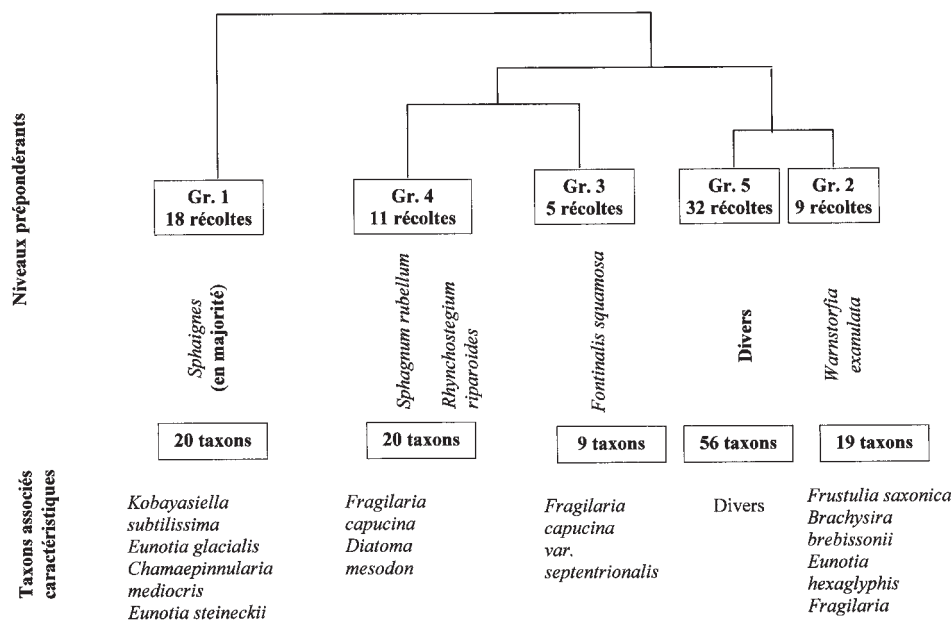 Niveaux prépondérants
Gr. 1
18 récoltes
Gr. 4
11 récoltes
Gr. 3
5 récoltes
Gr. 5
32 récoltes
Gr. 2
9 récoltes
Sphaignes
(en majorité)
Sphagnum rubellum
Rhynchostegium
riparoides
Fontinalis squamosa
Divers
Warnstorfia
exanulata
20 taxons
20 taxons
9 taxons
56 taxons
19 taxons
Taxons associés
caractéristiques
Kobayasiella
subtilissima
Eunotia glacialis
Chamaepinnularia
mediocris
Eunotia steineckii
Fragilaria
capucina
Diatoma
mesodon
Fragilaria
capucina
var.
septentrionalis
Divers
Frustulia saxonica
Brachysira
brebissonii
Eunotia
hexaglyphis
Fragilaria